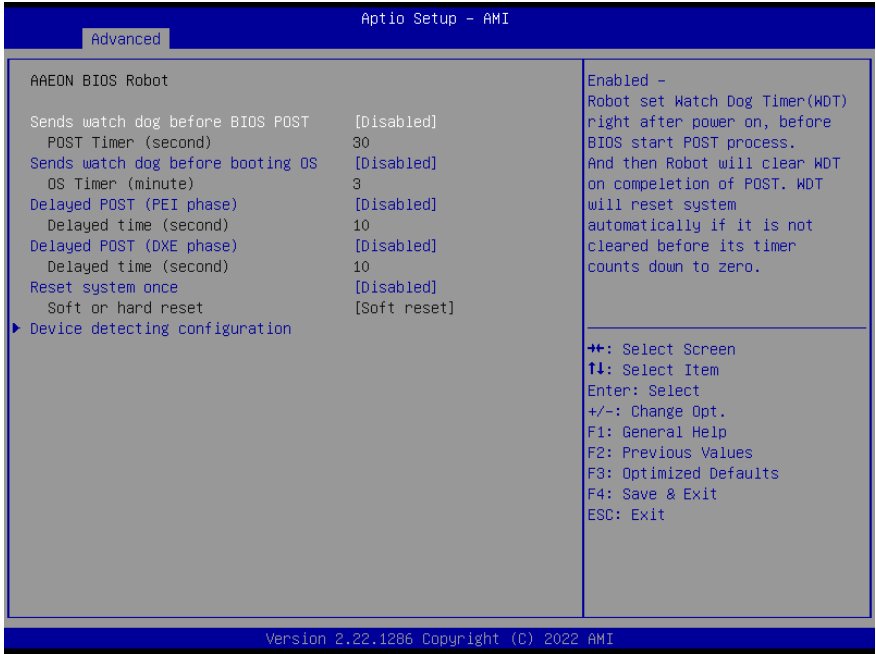 Aptio Setup – AMI
Advanced
AAEON BIOS Robot
Sends watch dog before BIOS POST [Disabled]
POST Timer (second) 30
Sends watch dog before booting OS [Disabled]
OS Timer (minute) 3
Delayed POST (PEI phase) [Disabled]
Delayed time (second) 10
Delayed POST (DXE phase) [Disabled]
Delayed time (second) 10
Reset system once [Disabled]
Soft or hard reset [Soft reset]
Device detecting configuration
Enabled –
Robot set Watch Dog Timer(WDT)
right after power on, before
BIOS start POST process.
And then Robot will clear WDT
on compeletion of POST. WDT
will reset system
automatically if it is not
cleared before its timer
counts down to zero.
→←: Select Screen
↑↓: Select Item
Enter: Select
+/-: Change Opt.
F1: General Help
F2: Previous Values
F3: Optimized Defaults
F4: Save & Exit
ESC: Exit
Version 2.22.1286 Copyright (C) 2022 AMI